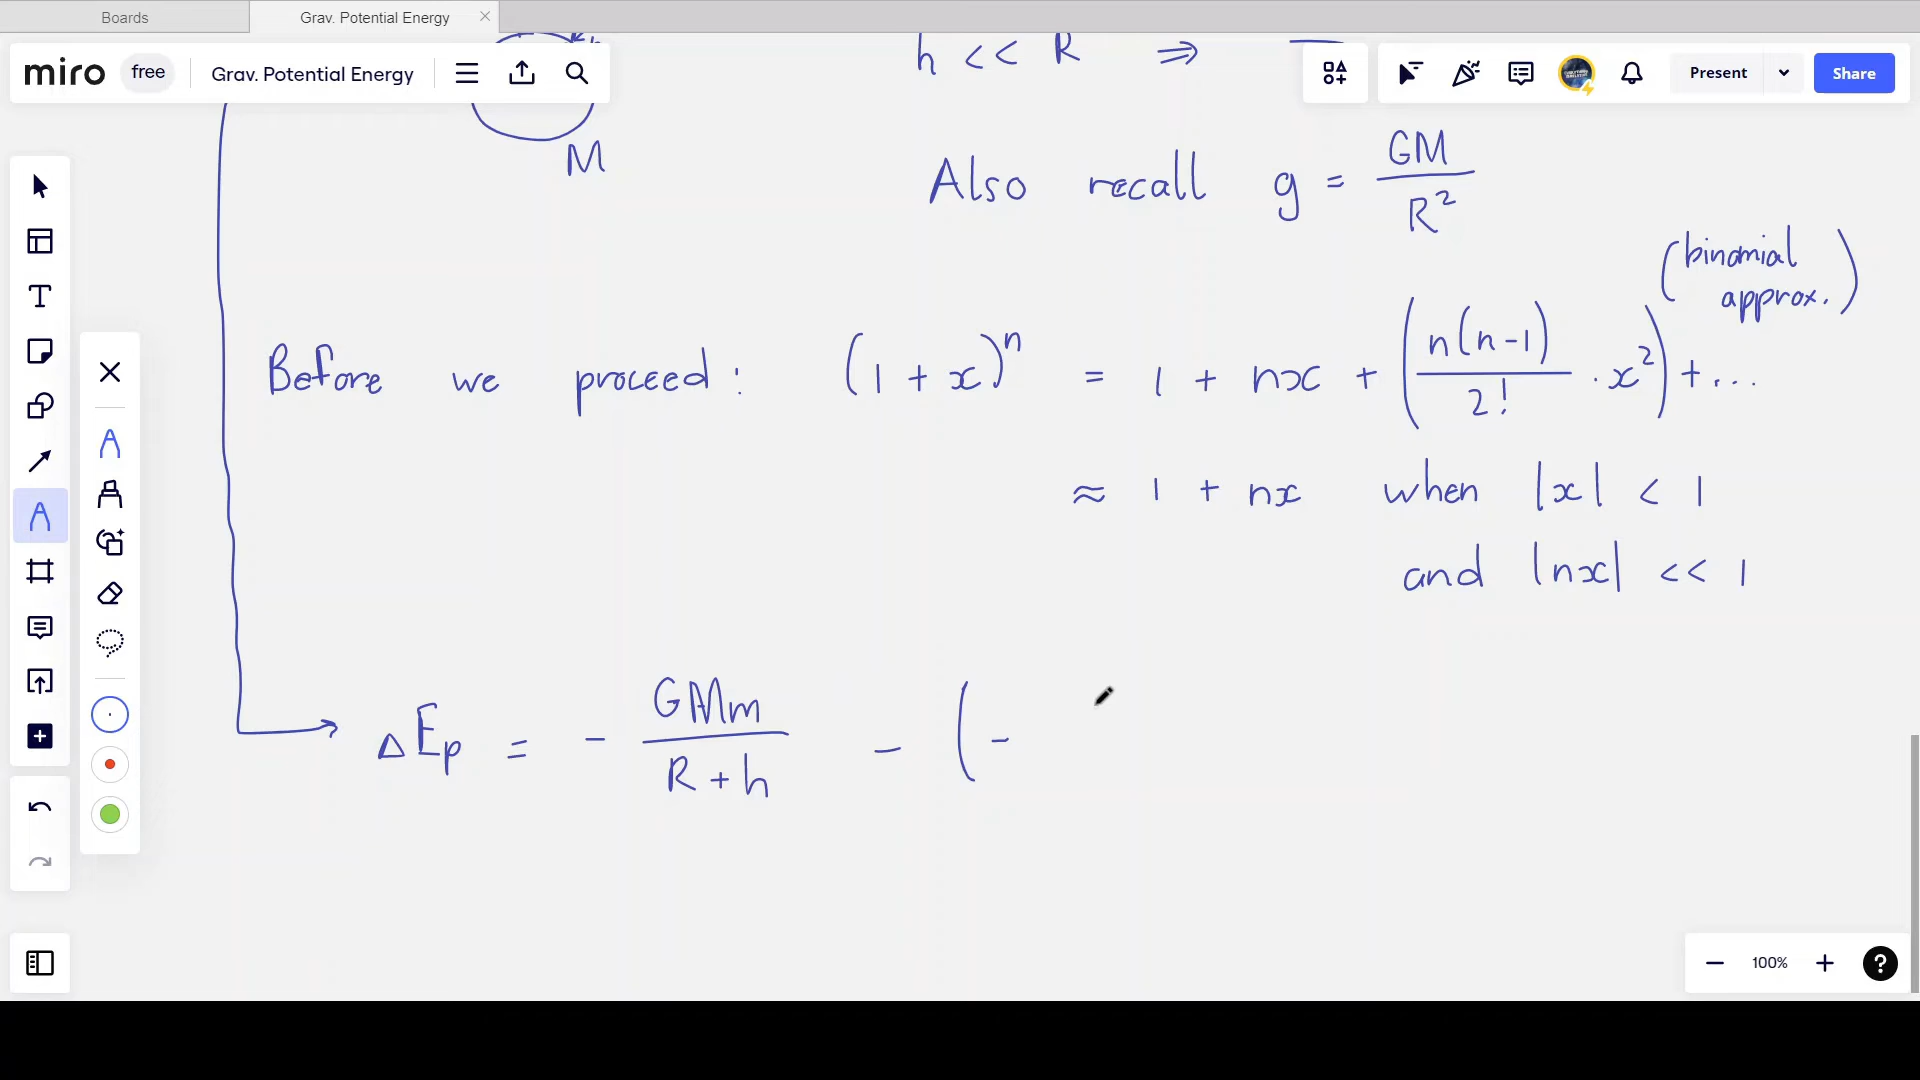 Boards
Grav. Potential Energy
miro free Grav. Potential Energy
Present
Share
h << R ⇒
M
Also recall g = GM / R²
(binomial
approx.)
Before we proceed: (1 + x)ⁿ = 1 + nx + (n(n-1) / 2! · x²) + ...
≈ 1 + nx when |x| < 1
and |nx| << 1
ΔEp = - GMm / R + h - ( -
100%